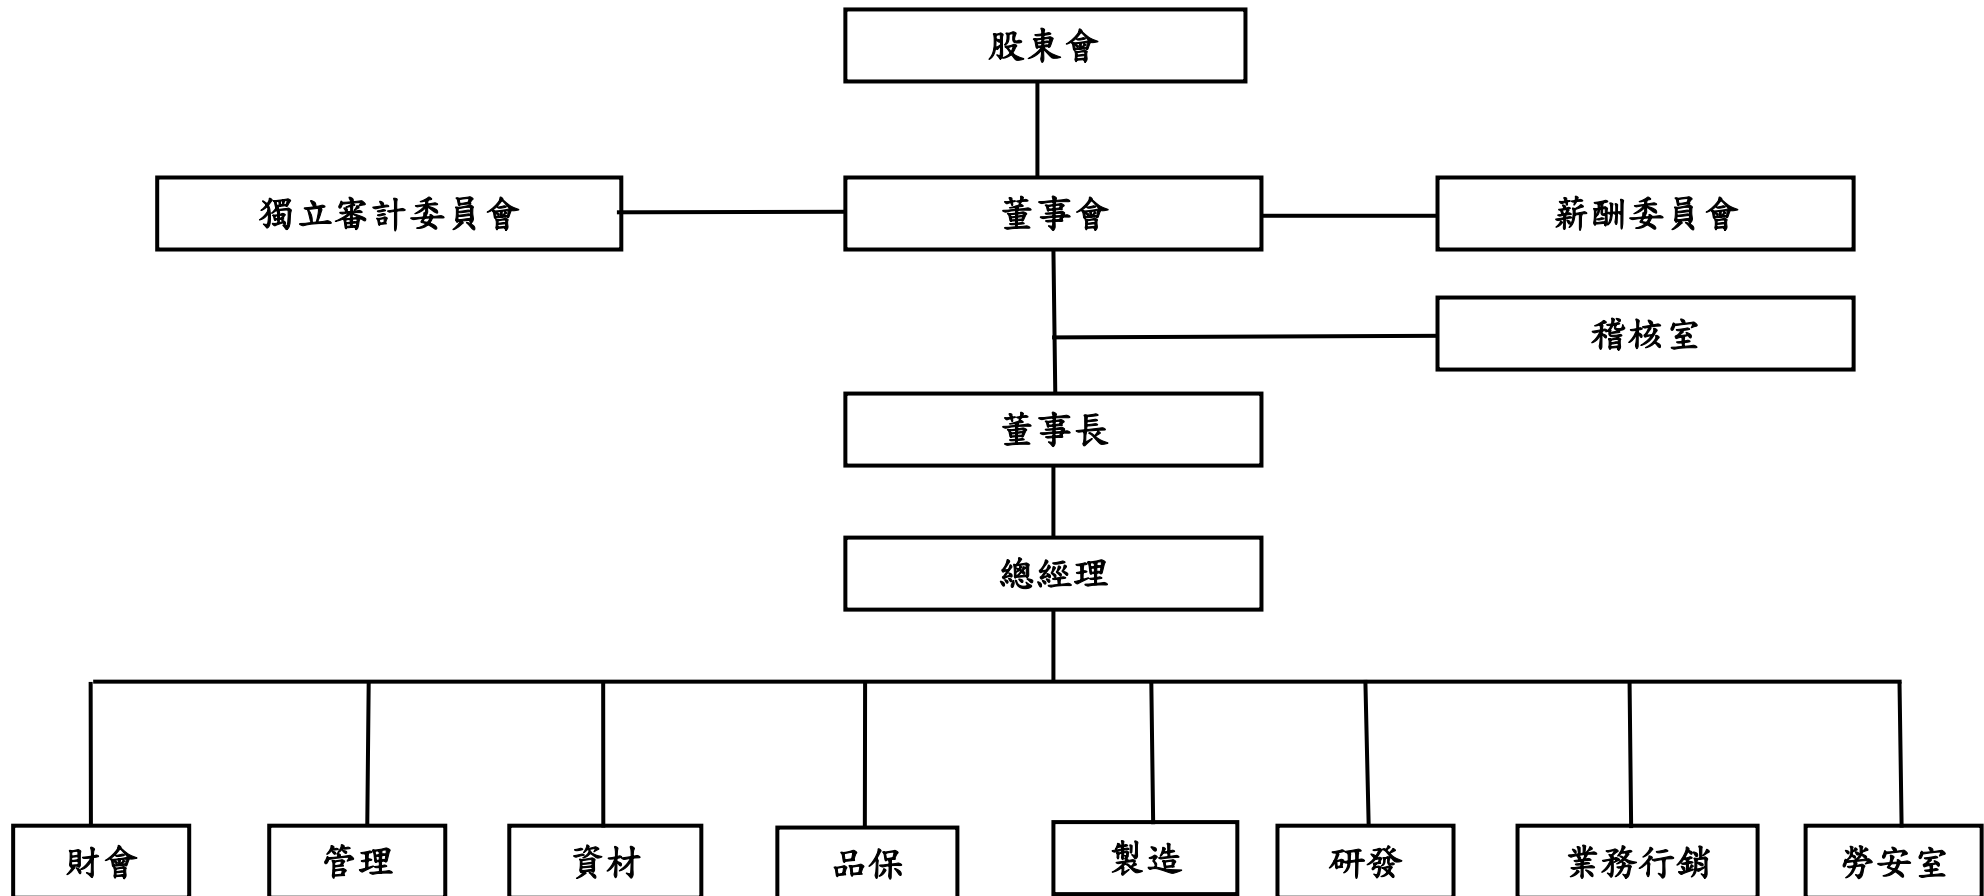 股東會
獨立審計委員會
董事會
薪酬委員會
稽核室
董事長
總經理
財會
管理
資材
品保
製造
研發
業務行銷
勞安室